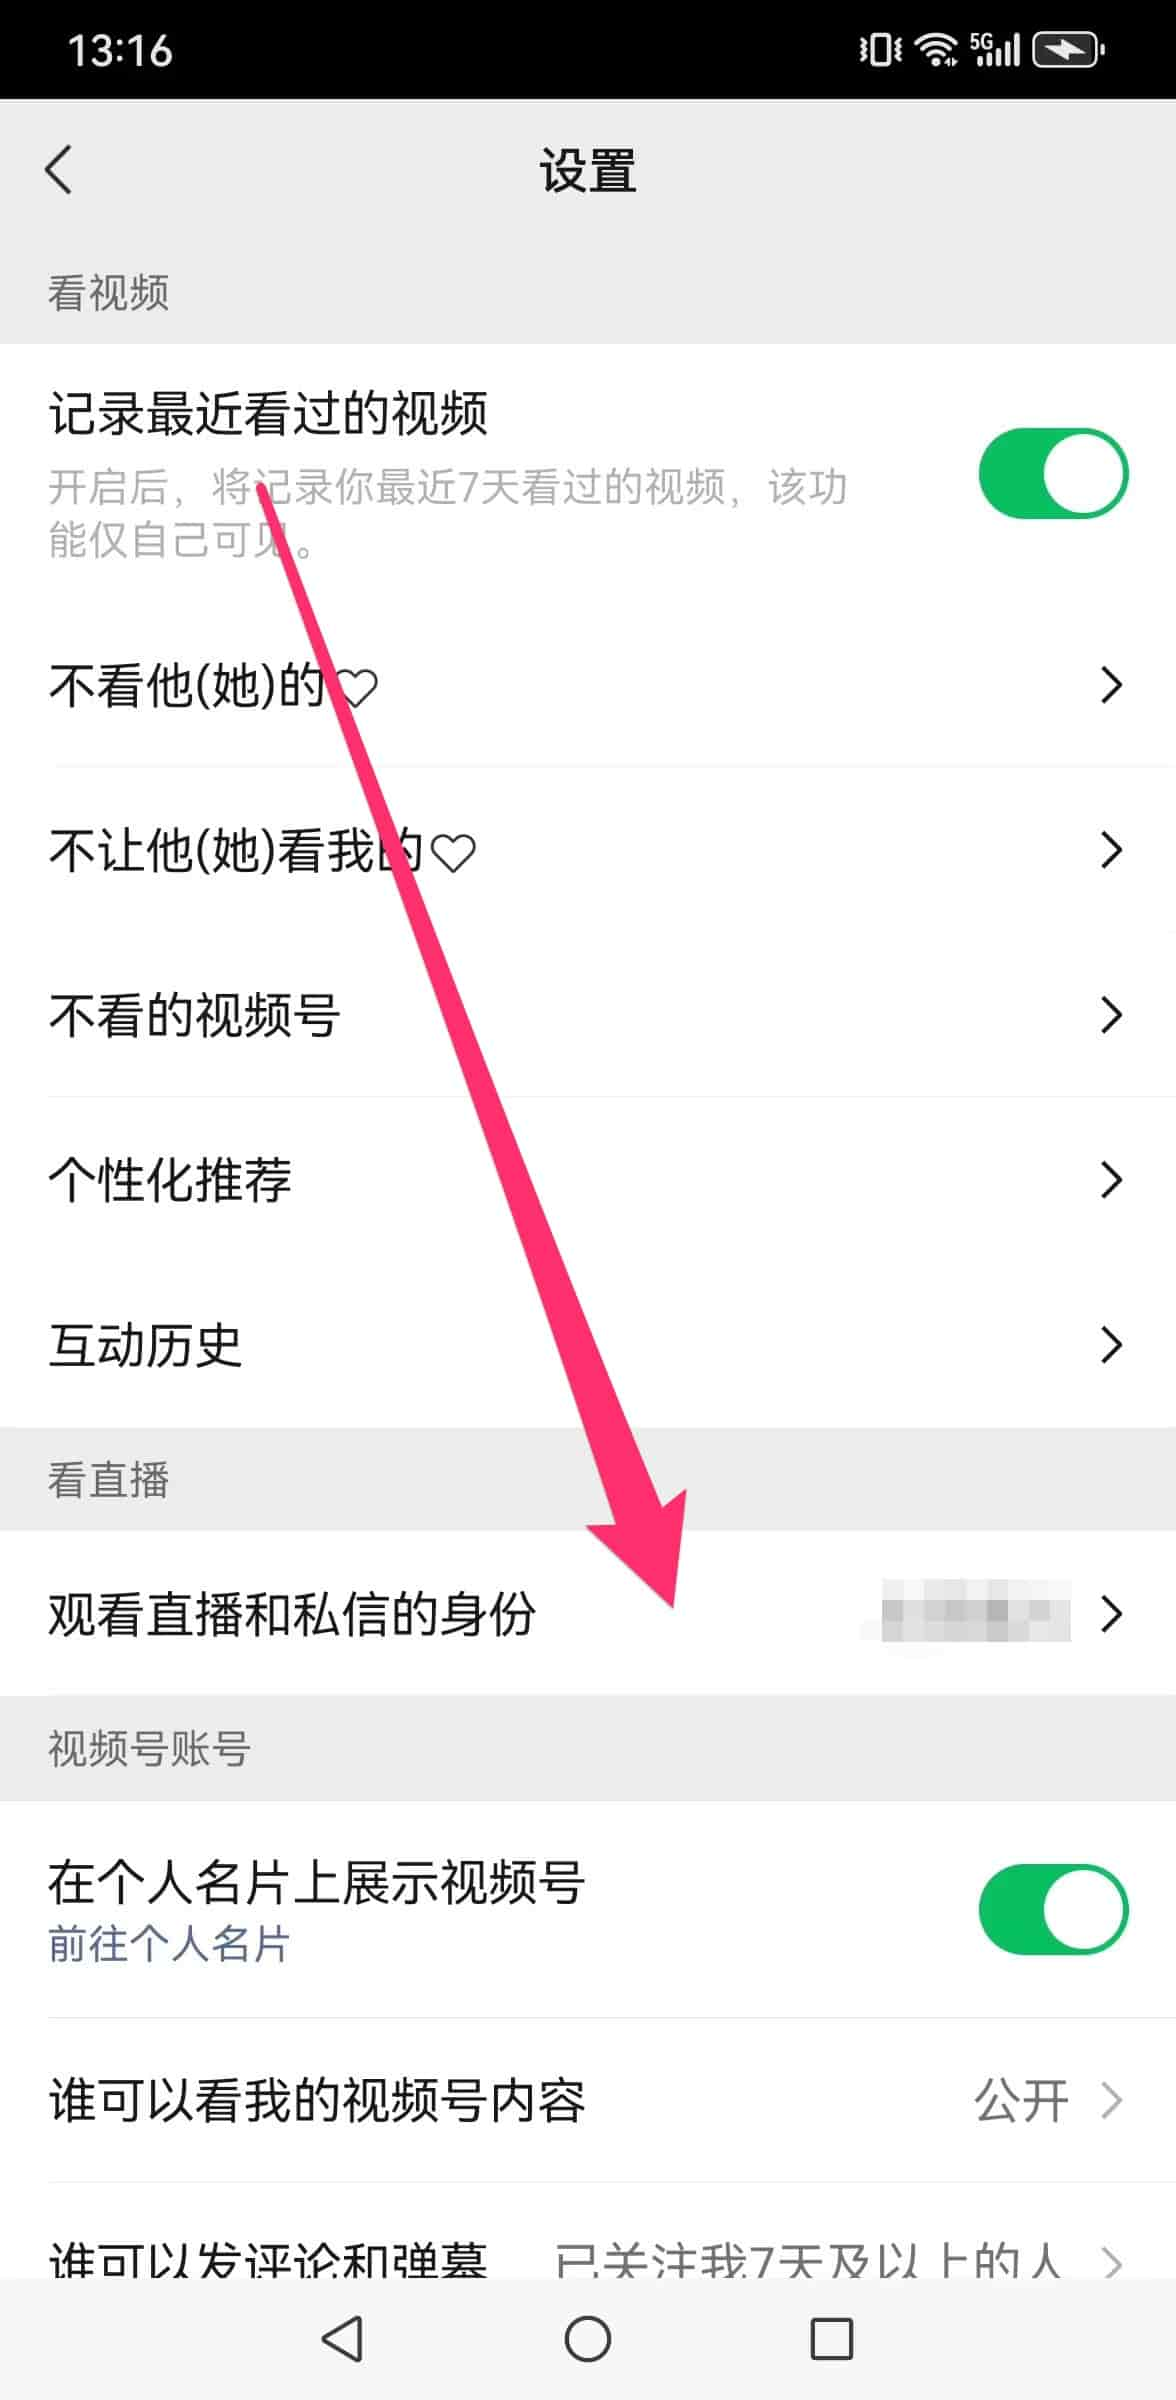 13:16
5G
设置
看视频
记录最近看过的视频
开启后，将记录你最近7天看过的视频，该功
能仅自己可见。
不看他(她)的♡
不让他(她)看我的♡
不看的视频号
个性化推荐
互动历史
看直播
观看直播和私信的身份
视频号账号
在个人名片上展示视频号
前往个人名片
谁可以看我的视频号内容 公开
谁可以发评论和弹幕 已关注我7天及以上的人